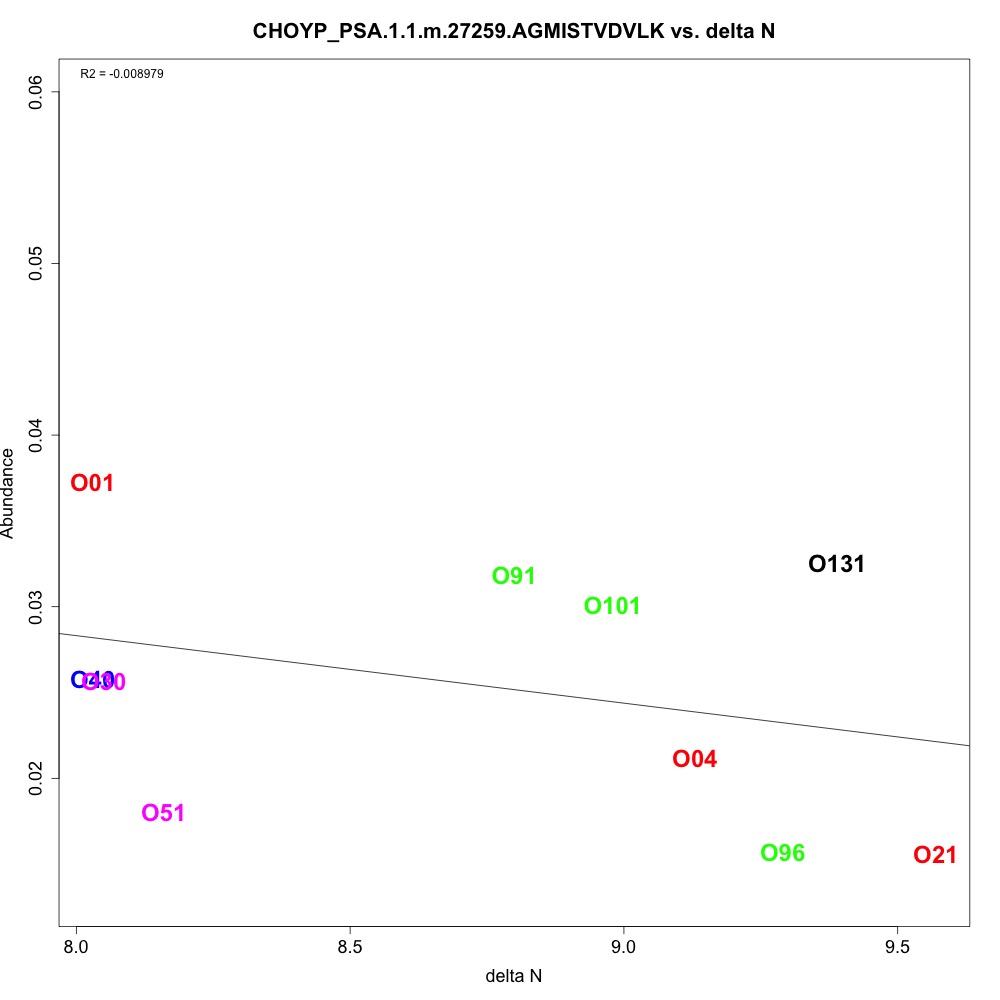 CHOYP_PSA.1.1.m.27259.AGMISTVDVLK vs. delta N
R2 = -0.008979
0.06
0.05
0.04
0.03
0.02
Abundance
O01
O91
O131
O101
O40
O30
O04
O51
O96
O21
8.0
8.5
9.0
9.5
delta N